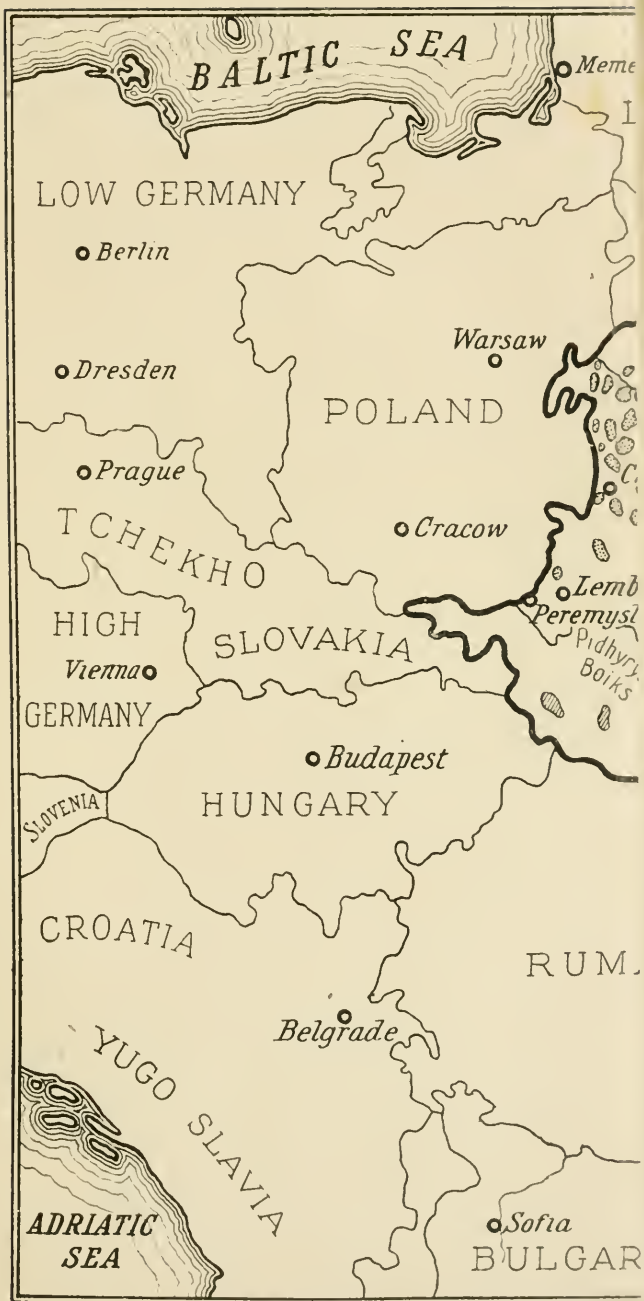 BALTIC SEA
Meme
LOW GERMANY
Berlin
Warsaw
Dresden
POLAND
Prague
C
TCHEKHO
Cracow
Lemb
Peremysl
HIGH
SLOVAKIA
Pidhyry
Boiks
Vienna
GERMANY
Budapest
SLOVENIA
HUNGARY
CROATIA
RUM
Belgrade
YUGO SLAVIA
ADRIATIC
SEA
Sofia
BULGAR